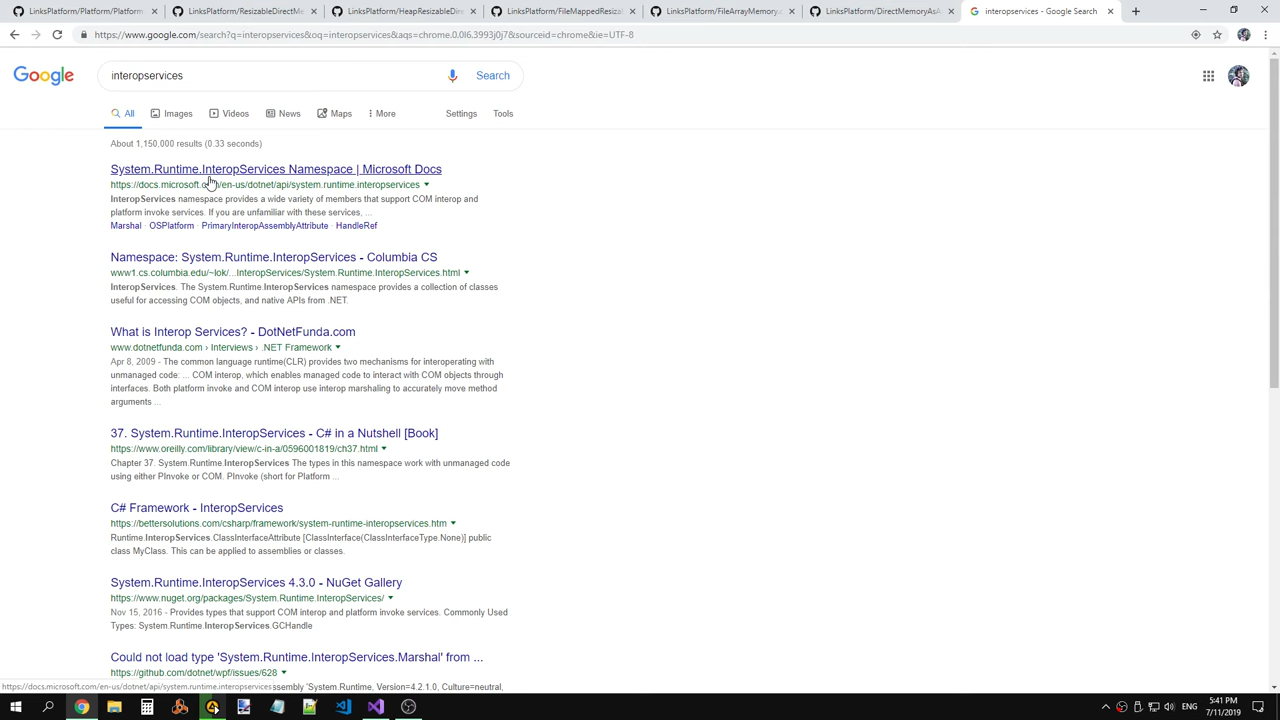 LinksPlatform/Platform: LinksPlatform
LinksPlatform/ResizableDirectMe
LinksPlatform/HeapResizableDire
LinksPlatform/FileMappedResizab
LinksPlatform/FileArrayMemory.c
LinksPlatform/DirectMemoryAsA
interopservices - Google Search
https://www.google.com/search?q=interopservices&oq=interopservices&aqs=chrome.0.0l6.3993j0j7&sourceid=chrome&ie=UTF-8
Google
interopservices
Search
All
Images
Videos
News
Maps
More
Settings
Tools
About 1,150,000 results (0.33 seconds)
System.Runtime.InteropServices Namespace | Microsoft Docs
https://docs.microsoft.com/en-us/dotnet/api/system.runtime.interopservices
InteropServices namespace provides a wide variety of members that support COM interop and
platform invoke services. If you are unfamiliar with these services, ...
Marshal · OSPlatform · PrimaryInteropAssemblyAttribute · HandleRef
Namespace: System.Runtime.InteropServices - Columbia CS
www1.cs.columbia.edu/~lok/...InteropServices/System.Runtime.InteropServices.html
InteropServices. The System.Runtime.InteropServices namespace provides a collection of classes
useful for accessing COM objects, and native APIs from .NET.
What is Interop Services? - DotNetFunda.com
www.dotnetfunda.com › Interviews › .NET Framework
Apr 8, 2009 - The common language runtime(CLR) provides two mechanisms for interoperating with
unmanaged code: ... COM interop, which enables managed code to interact with COM objects through
interfaces. Both platform invoke and COM interop use interop marshaling to accurately move method
arguments ...
37. System.Runtime.InteropServices - C# in a Nutshell [Book]
https://www.oreilly.com/library/view/c-in-a/0596001819/ch37.html
Chapter 37. System.Runtime.InteropServices The types in this namespace work with unmanaged code
using either PInvoke or COM. PInvoke (short for Platform ...
C# Framework - InteropServices
https://bettersolutions.com/csharp/framework/system-runtime-interopservices.htm
Runtime.InteropServices.ClassInterfaceAttribute [ClassInterface(ClassInterfaceType.None)] public
class MyClass. This can be applied to assemblies or classes.
System.Runtime.InteropServices 4.3.0 - NuGet Gallery
https://www.nuget.org/packages/System.Runtime.InteropServices/
Nov 15, 2016 - Provides types that support COM interop and platform invoke services. Commonly Used
Types: System.Runtime.InteropServices.GCHandle
Could not load type 'System.Runtime.InteropServices.Marshal' from ...
https://github.com/dotnet/wpf/issues/628
https://docs.microsoft.com/en-us/dotnet/api/system.runtime.interopservices
ssembly 'System.Runtime, Version=4.2.1.0, Culture=neutral,
ENG
5:41 PM
7/11/2019